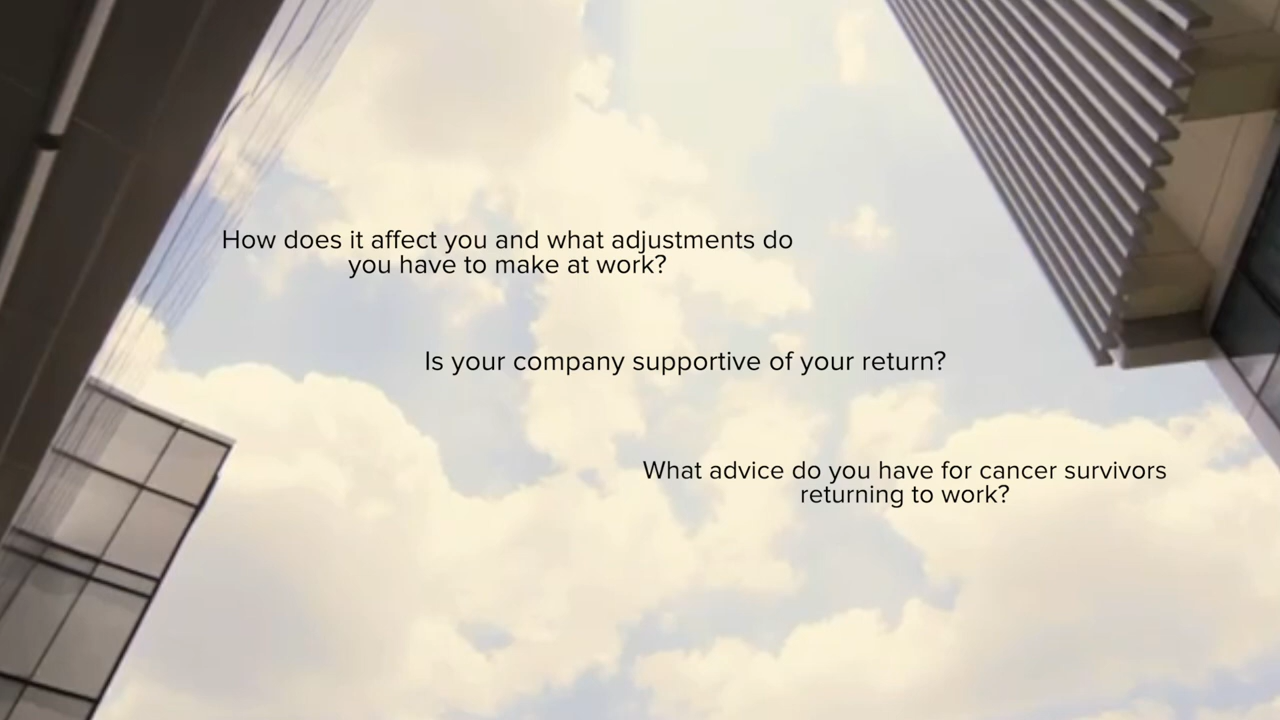 How does it affect you and what adjustments do
you have to make at work?
Is your company supportive of your return?
What advice do you have for cancer survivors
returning to work?